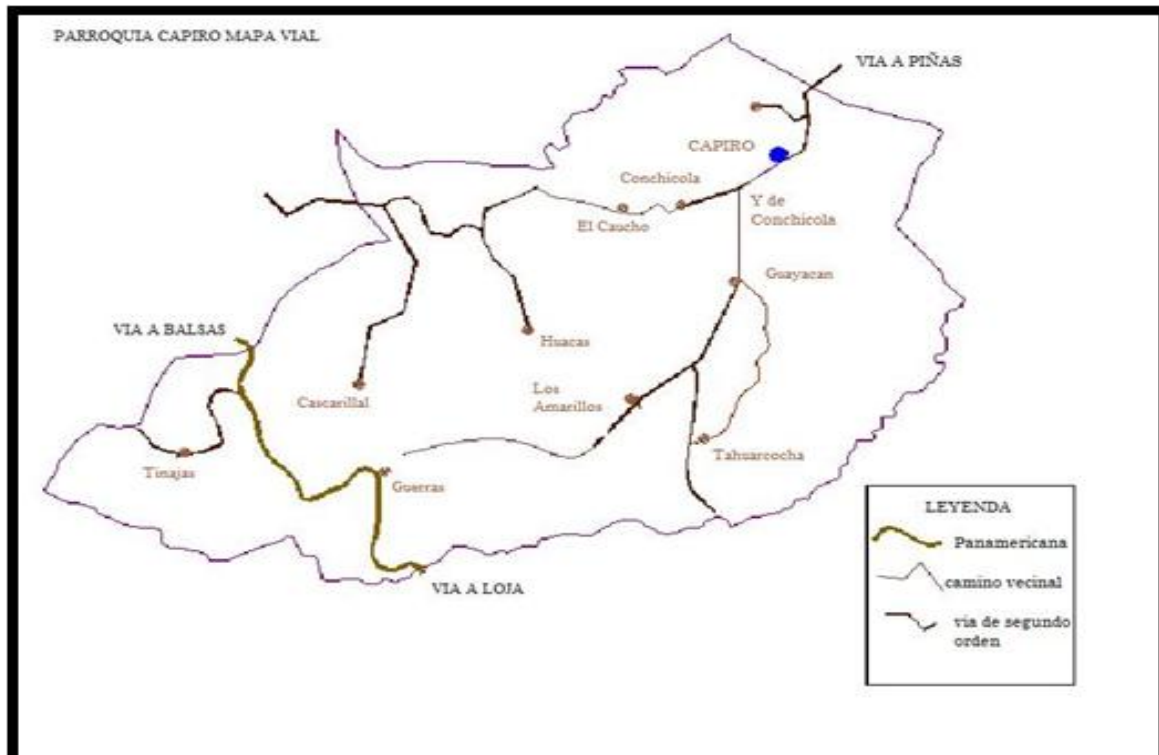 PARROQUIA CAPIRO MAPA VIAL
VIA A PIÑAS
CAPIRO
Conchicola
El Caucho
Y de
Conchicola
Guayacan
VIA A BALSAS
Huacas
Cascarillal
Los
Amarillos
Tahuarcocha
Tinajas
Guerras
VIA A LOJA
LEYENDA
Panamericana
camino vecinal
via de segundo
orden